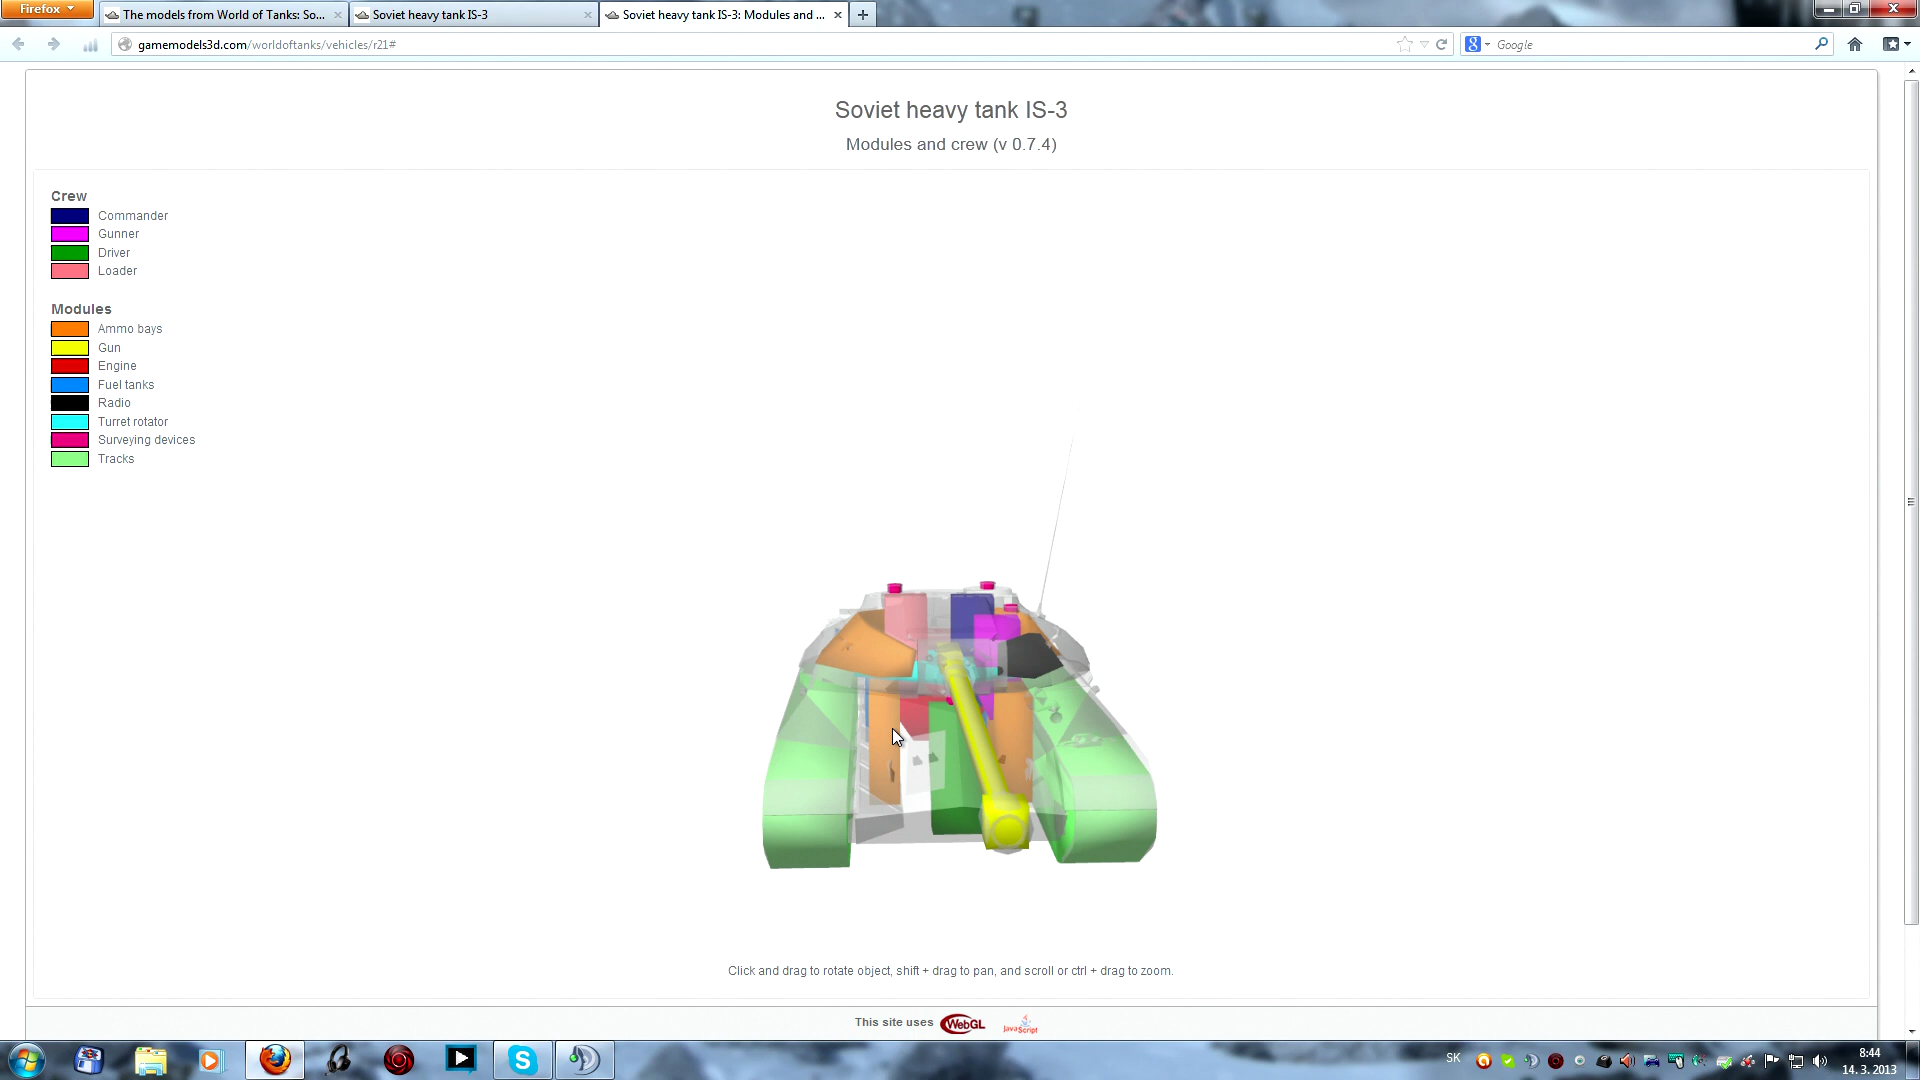 Firefox
The models from World of Tanks: So...
Soviet heavy tank IS-3
Soviet heavy tank IS-3: Modules and ...
gamemodels3d.com/worldoftanks/vehicles/r21#
Google
Soviet heavy tank IS-3
Modules and crew (v 0.7.4)
Crew
Commander
Gunner
Driver
Loader
Modules
Ammo bays
Gun
Engine
Fuel tanks
Radio
Turret rotator
Surveying devices
Tracks
Click and drag to rotate object, shift + drag to pan, and scroll or ctrl + drag to zoom.
This site uses WebGL JavaScript
SK
8:44
14. 3. 2013